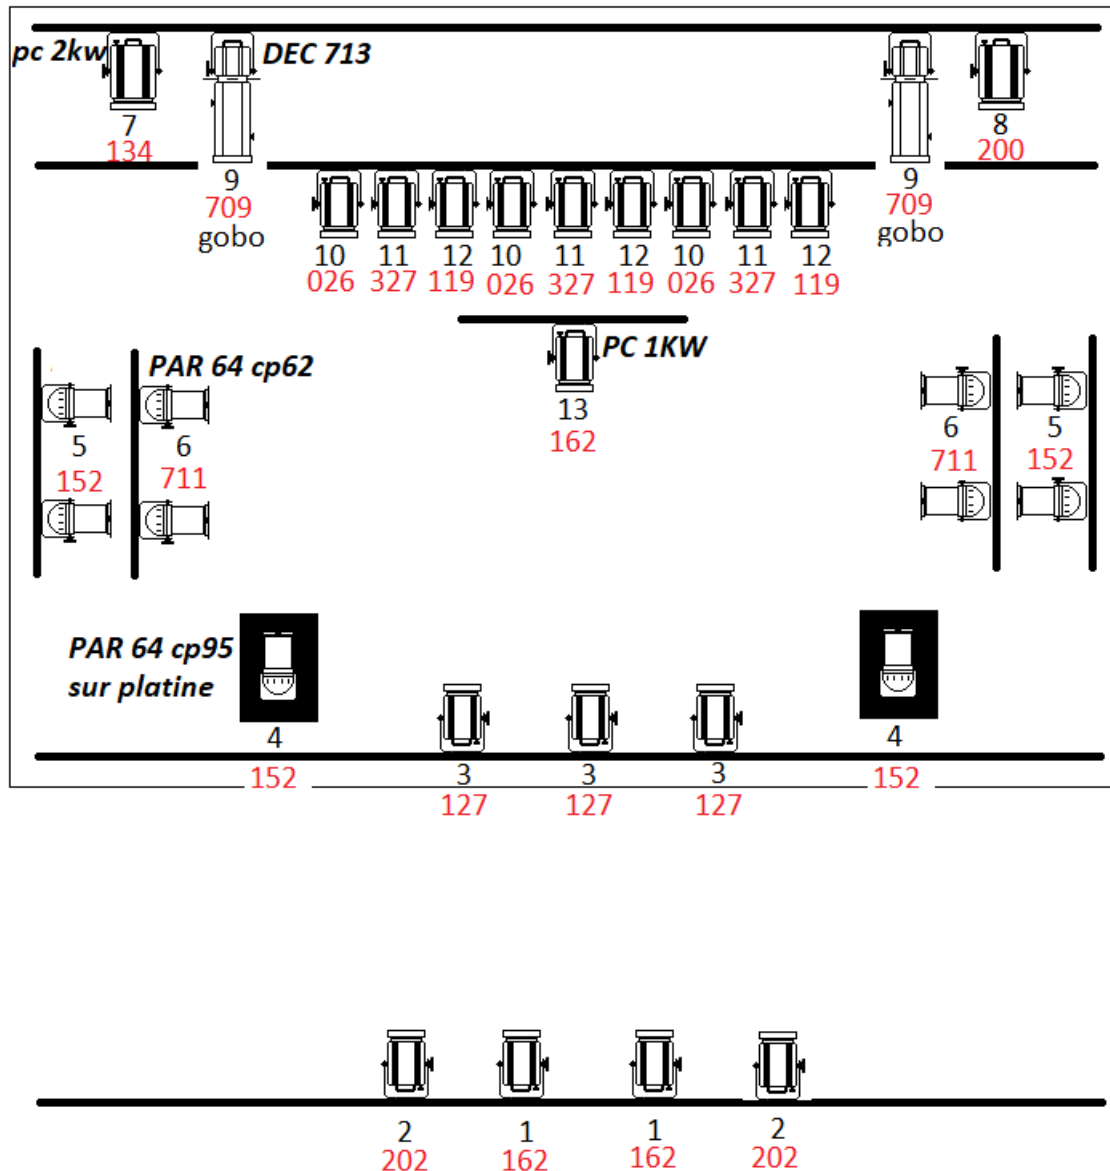 pc 2kw
DEC 713
7
134
8
200
9
709
gobo
9
709
gobo
10 11 12 10 11 12 10 11 12
026 327 119 026 327 119 026 327 119
PC 1KW
13
162
PAR 64 cp62
5 6
152 711
6 5
711 152
PAR 64 cp95
sur platine
4
152
3 3 3
127 127 127
4
152
2 1 1 2
202 162 162 202